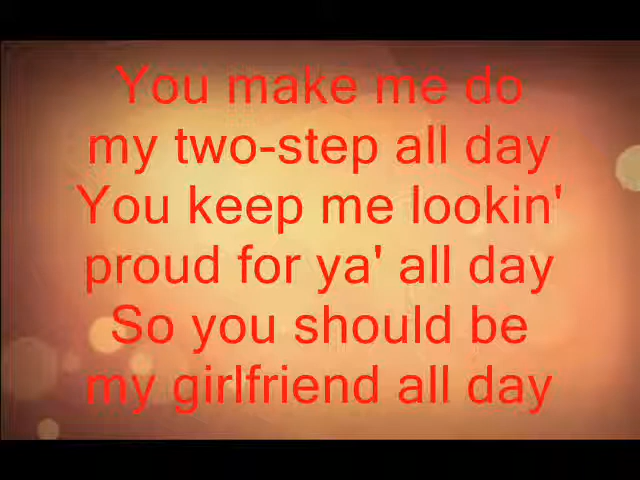 You make me do
my two-step all day
You keep me lookin'
proud for ya' all day
So you should be
my girlfriend all day